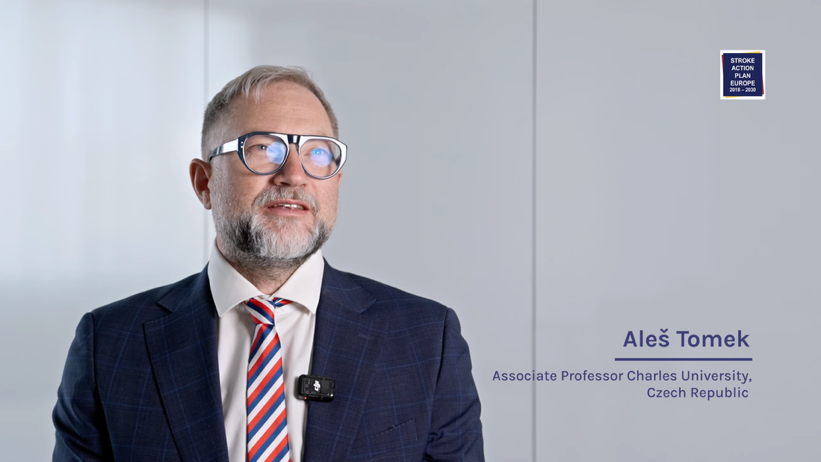 STROKE
ACTION
PLAN
EUROPE
2018 – 2030
Aleš Tomek
Associate Professor Charles University,
Czech Republic